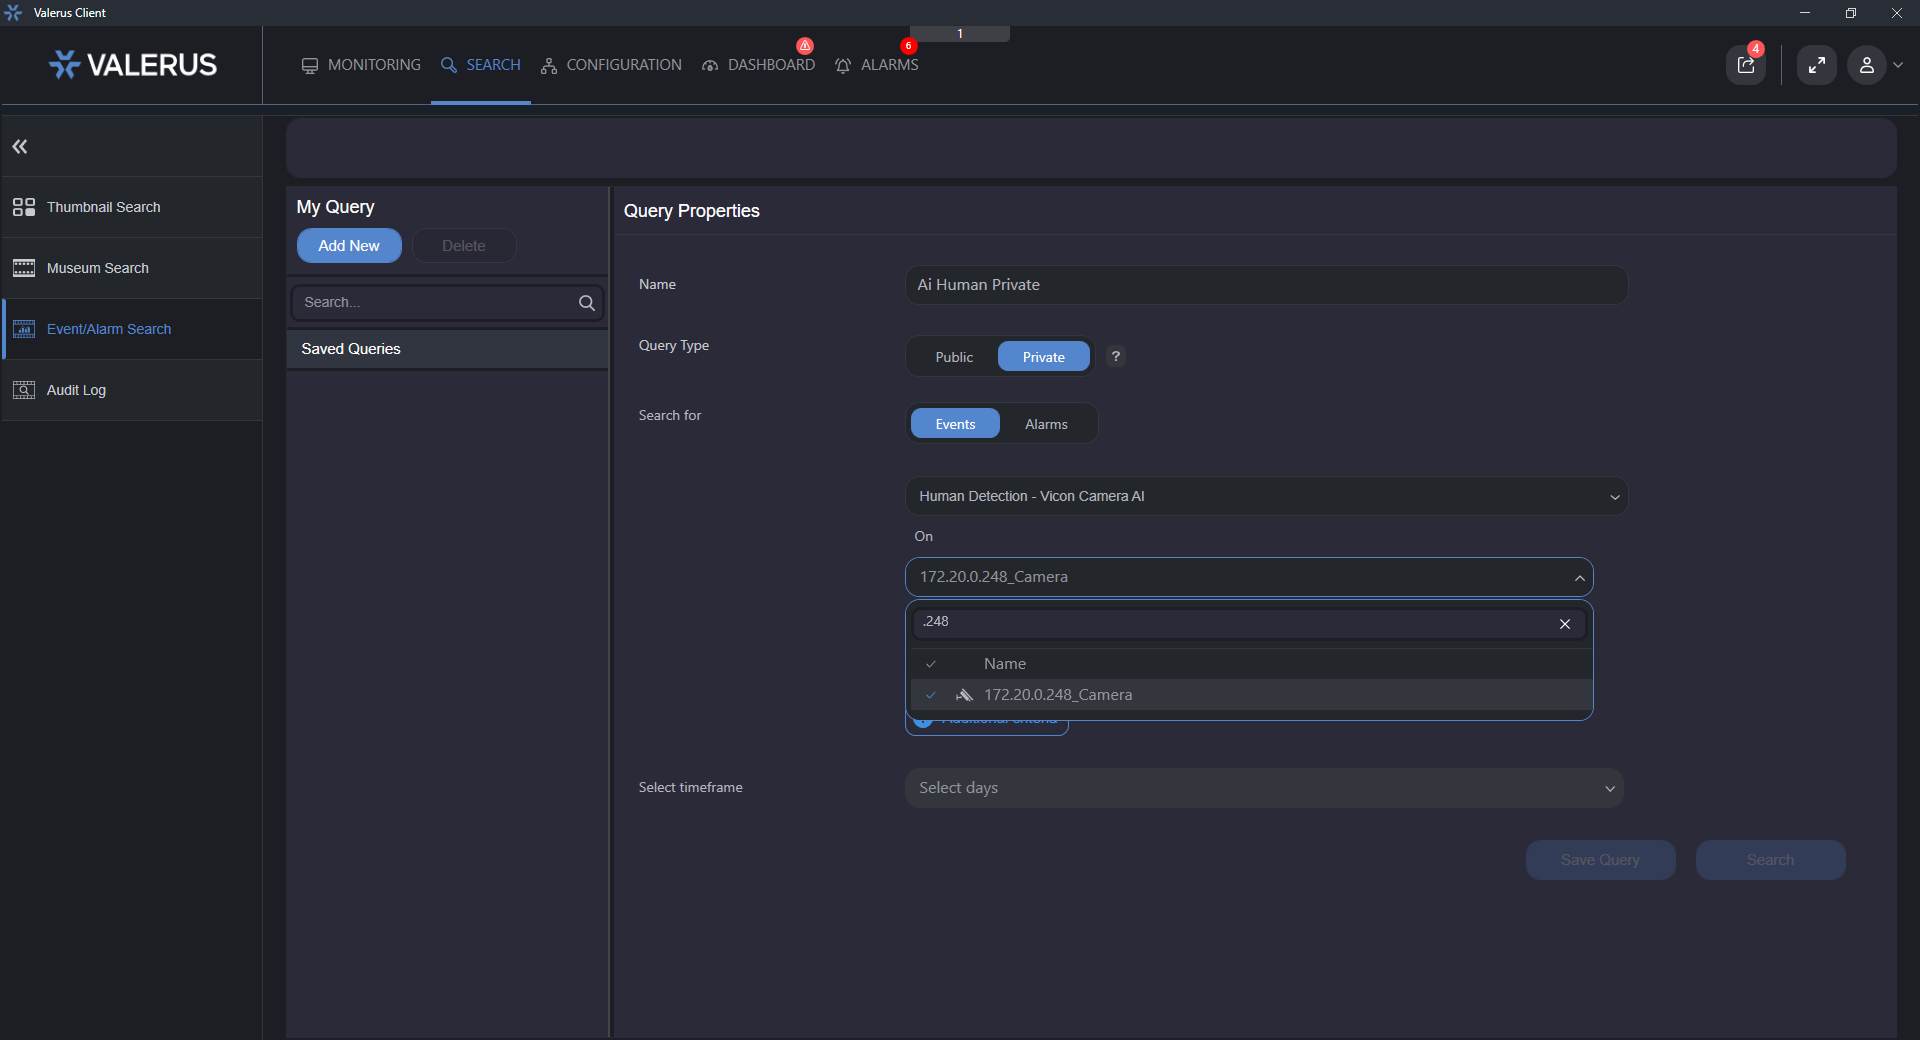 Valerus Client
1
VALERUS
MONITORING
SEARCH
CONFIGURATION
DASHBOARD
6
ALARMS
4
Thumbnail Search
Museum Search
Event/Alarm Search
Audit Log
My Query
Add New
Delete
Search...
Saved Queries
Query Properties
Name
Ai Human Private
Query Type
Public
Private
?
Search for
Events
Alarms
Human Detection - Vicon Camera AI
On
172.20.0.248_Camera
.248
Name
172.20.0.248_Camera
Additional criteria
Select timeframe
Select days
Save Query
Search